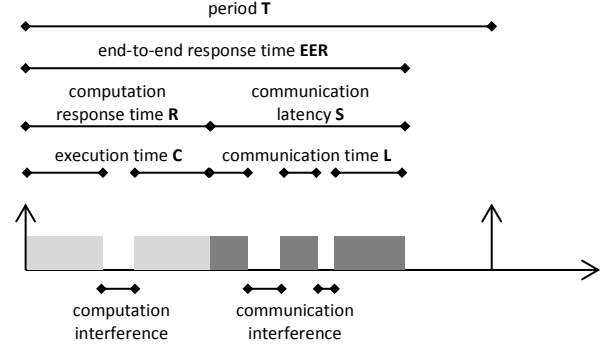 period T
end-to-end response time EER
computation
response time R
communication
latency S
execution time C
communication time L
computation
interference
communication
interference